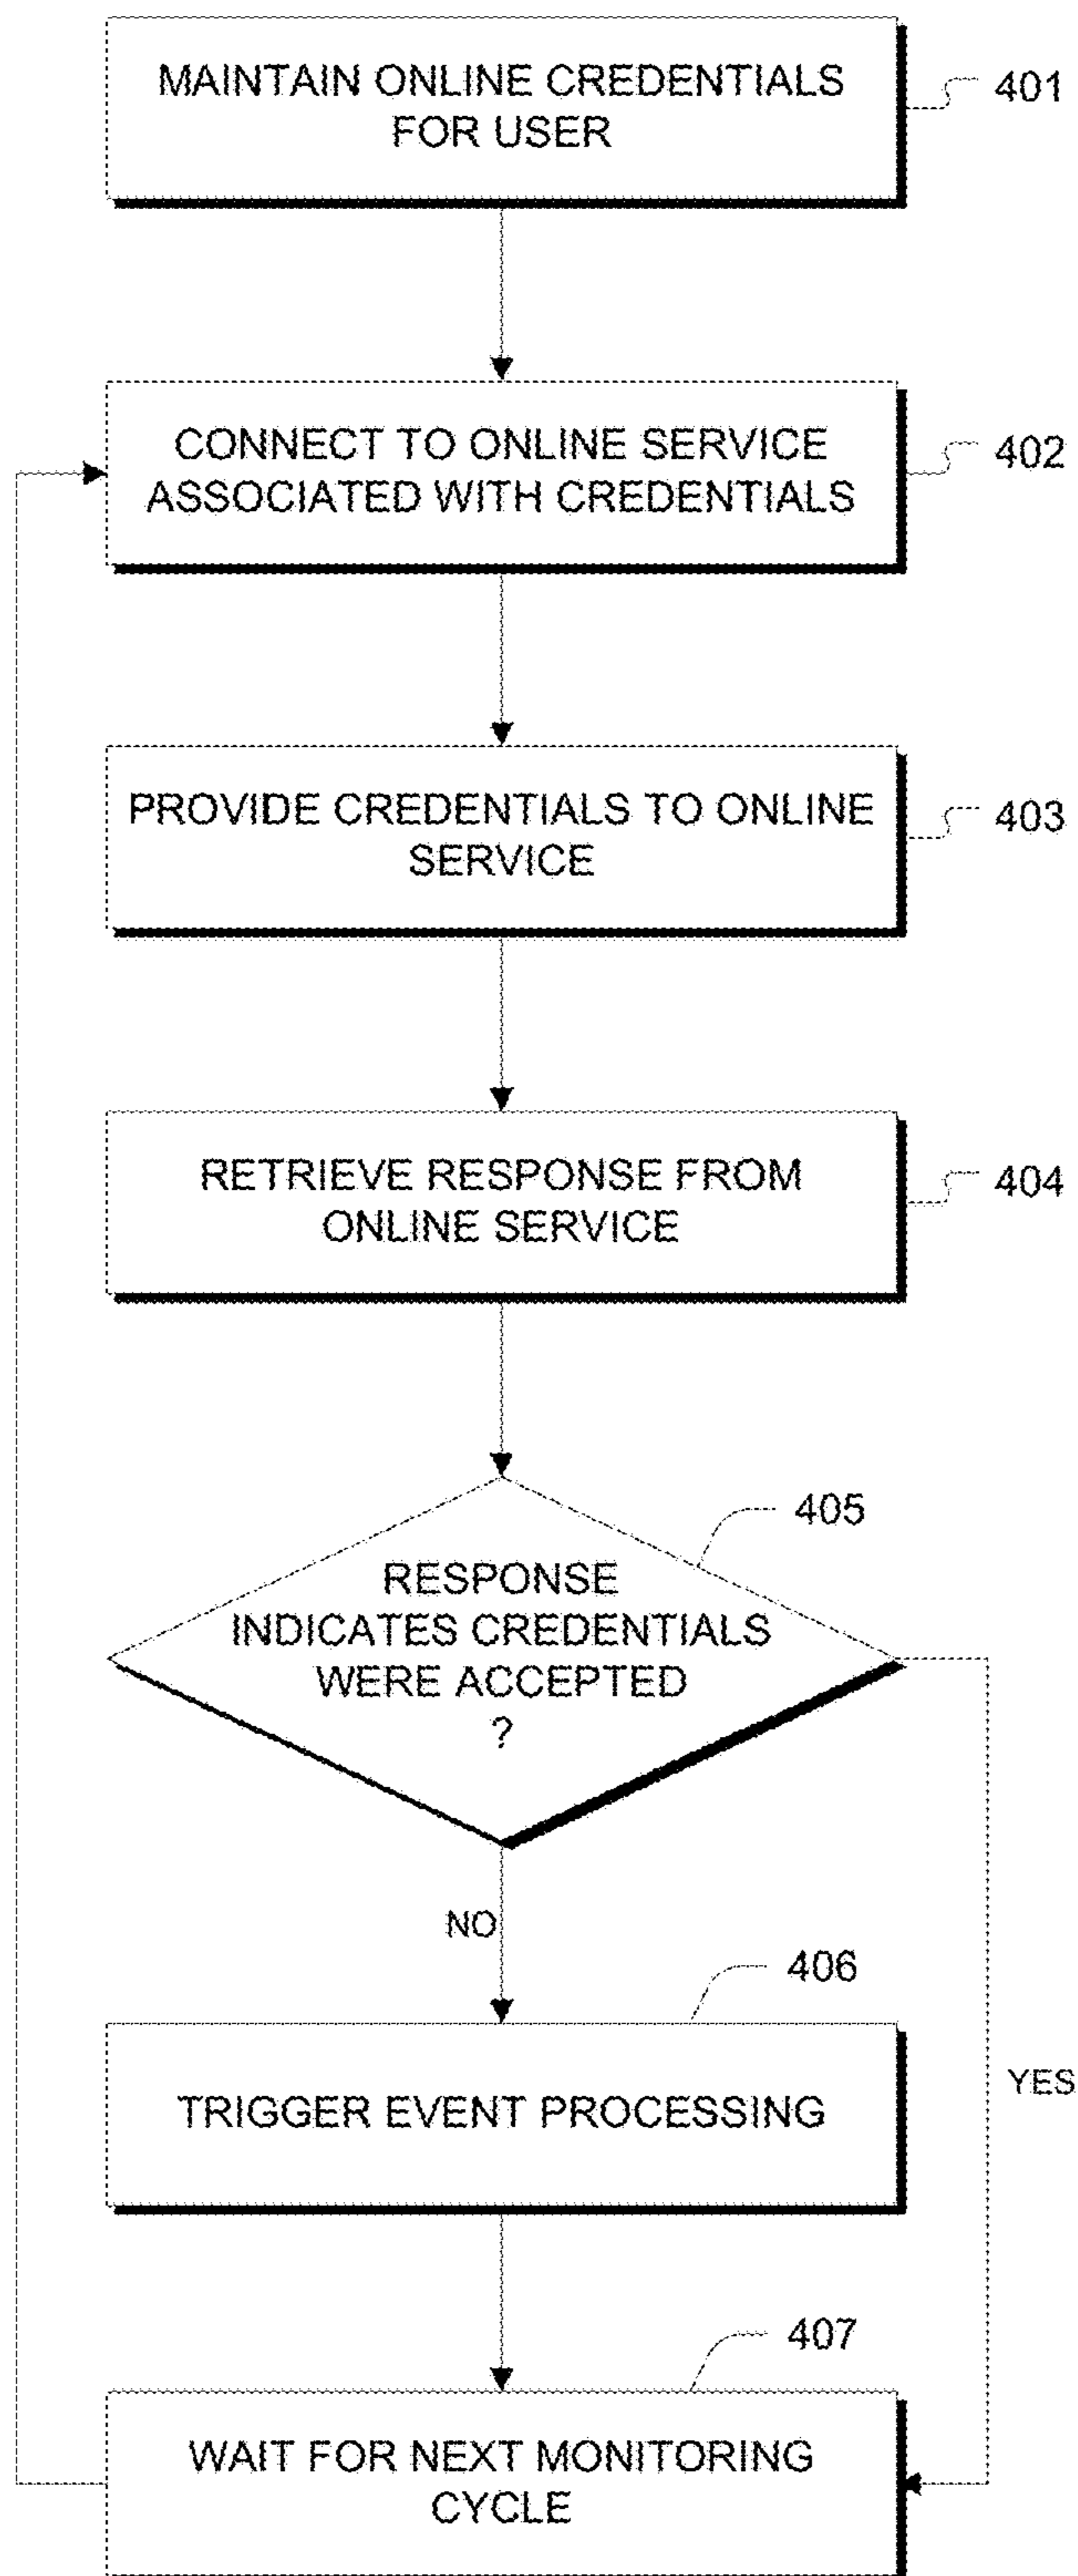 MAINTAIN ONLINE CREDENTIALS
FOR USER
401
CONNECT TO ONLINE SERVICE
ASSOCIATED WITH CREDENTIALS
402
PROVIDE CREDENTIALS TO ONLINE
SERVICE
403
RETRIEVE RESPONSE FROM
ONLINE SERVICE
404
405
RESPONSE
INDICATES CREDENTIALS
WERE ACCEPTED
?
NO
406
TRIGGER EVENT PROCESSING
YES
407
WAIT FOR NEXT MONITORING
CYCLE